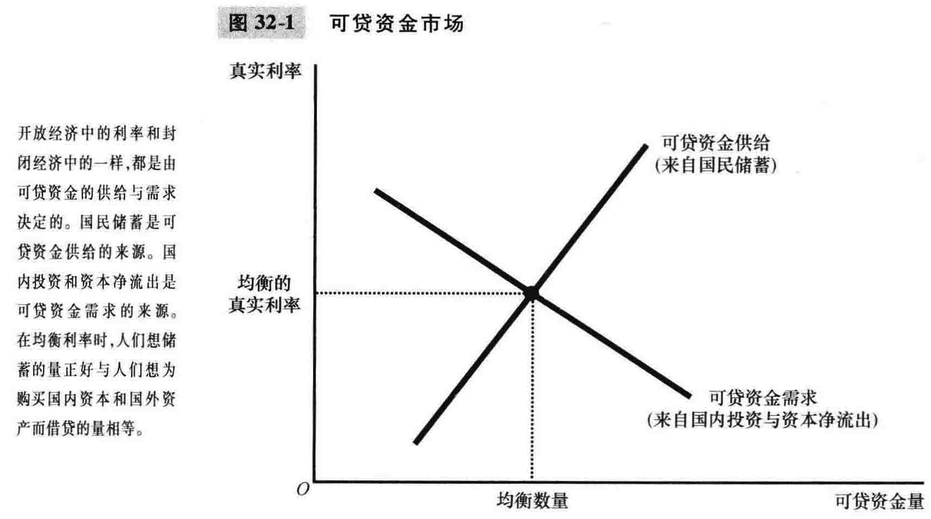 图 32-1 可贷资金市场
开放经济中的利率和封
闭经济中的一样,都是由
可贷资金的供给与需求
决定的。国民储蓄是可
贷资金供给的来源。国
内投资和资本净流出是
可贷资金需求的来源。
在均衡利率时,人们想储
蓄的量正好与人们想为
购买国内资本和国外资
产而借贷的量相等。
真实利率
可贷资金供给
(来自国民储蓄)
均衡的
真实利率
可贷资金需求
(来自国内投资与资本净流出)
O
均衡数量
可贷资金量